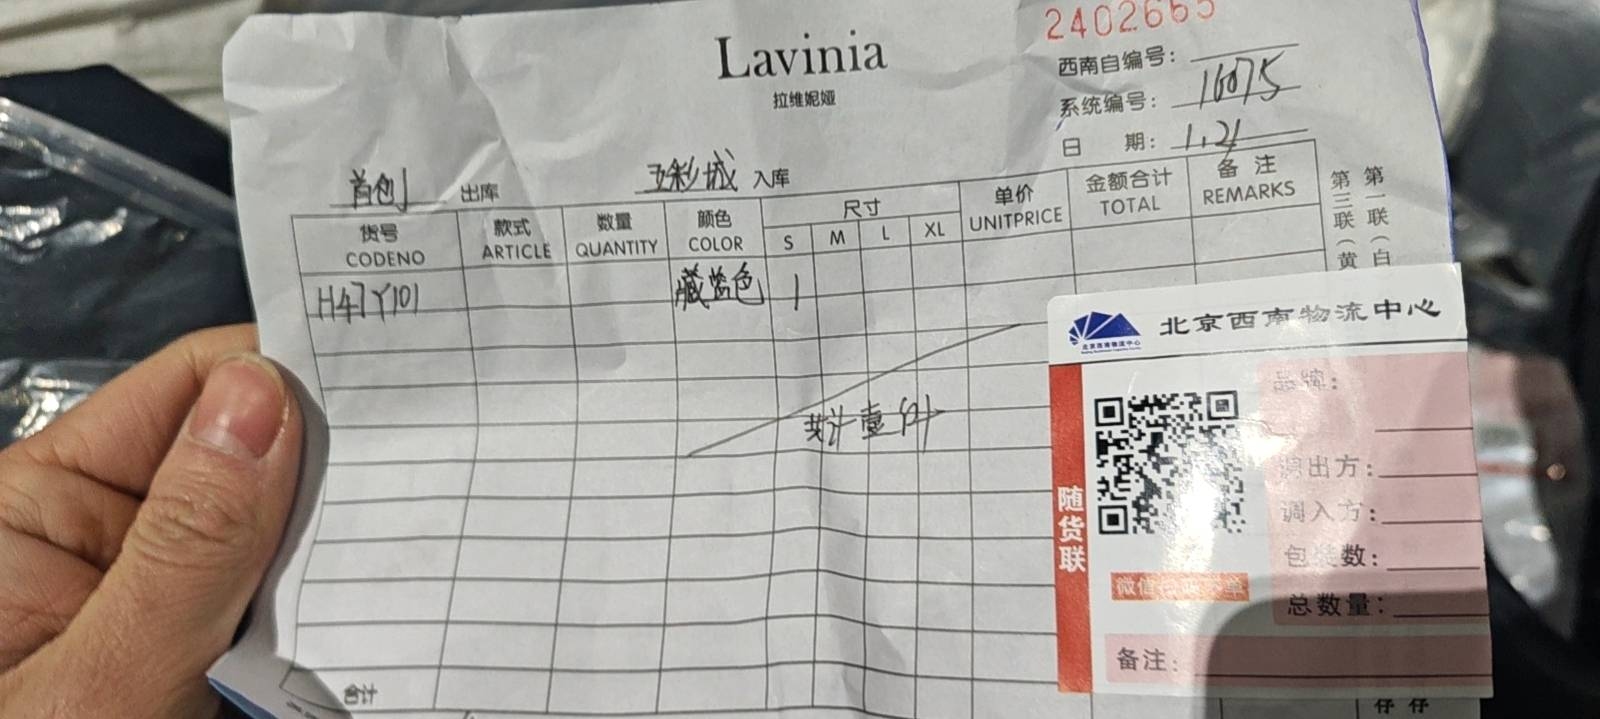 2402665
Lavinia
拉维妮娅
西南自编号:
系统编号: 16075
日 期: 1.21
首创 出库 五彩城 入库
货号 款式 数量 颜色 尺寸 单价 金额合计 备注
CODENO ARTICLE QUANTITY COLOR S M L XL UNITPRICE TOTAL REMARKS
H47Y101 藏蓝色 1
共计壹件
第一联(白
第三联(黄
北京西南物流中心
随货联
品牌:
调出方:
调入方:
包装数:
总数量:
备注:
合计
存 存